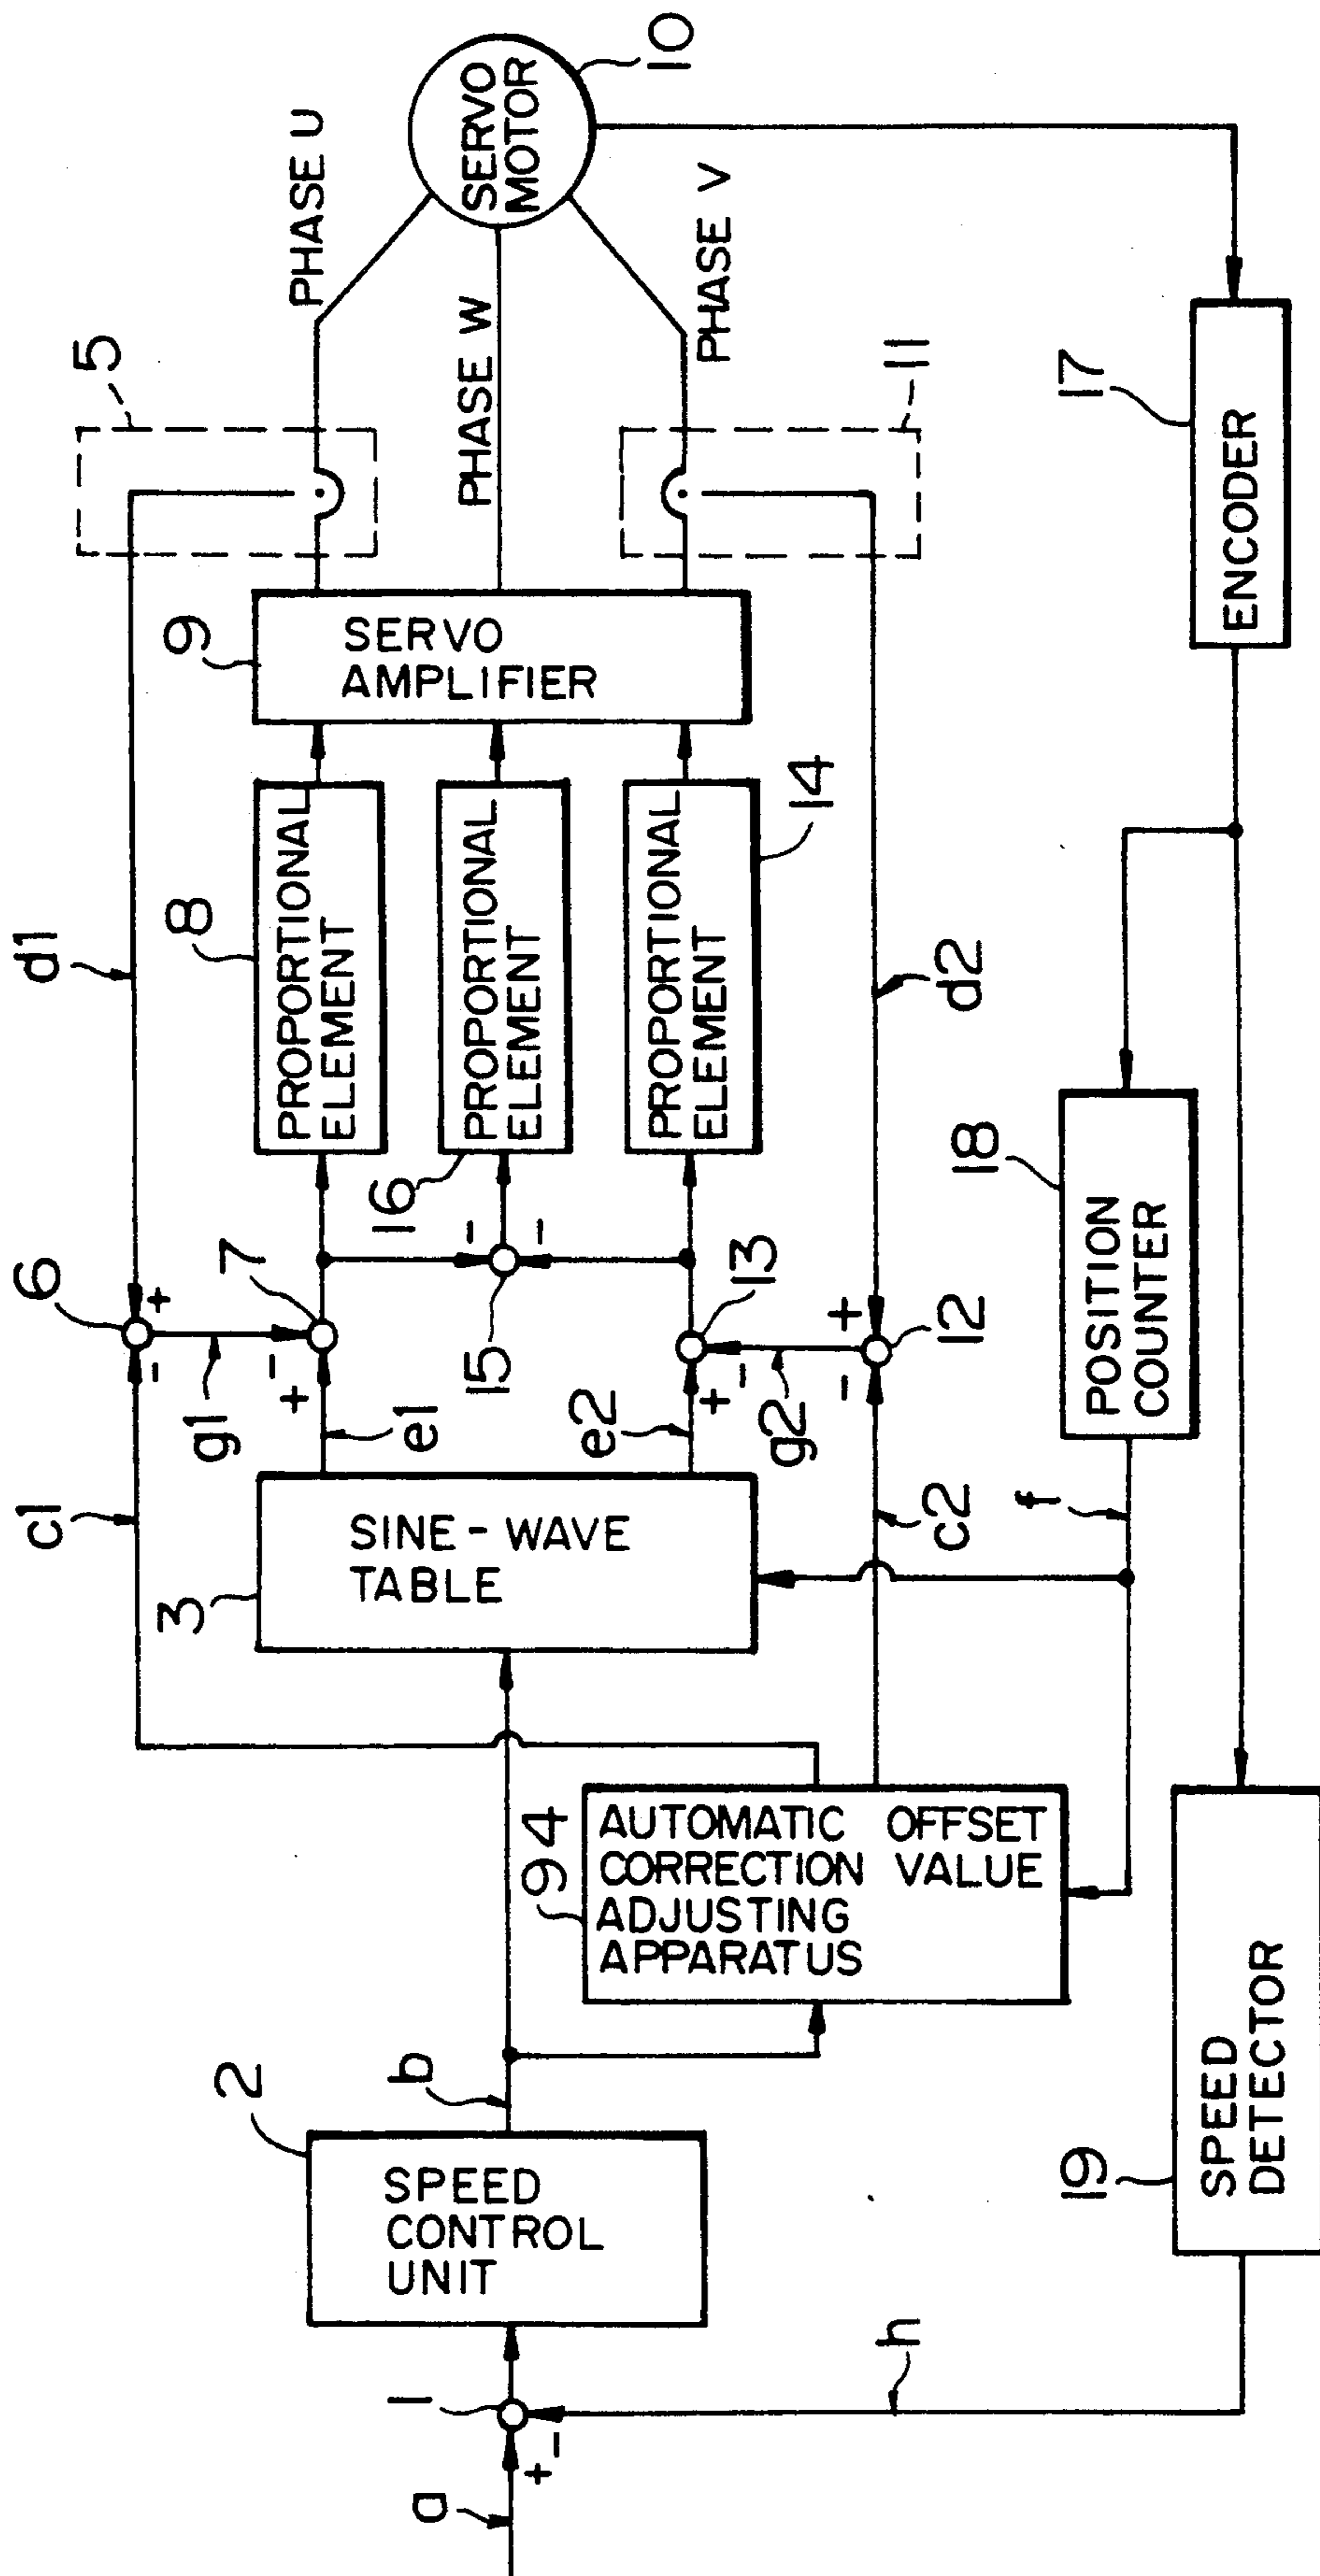 a
+
-
1
h
SPEED
CONTROL
UNIT
2
b
AUTOMATIC OFFSET
CORRECTION VALUE
ADJUSTING
APPARATUS
94
SPEED
DETECTOR
19
c1
SINE-WAVE
TABLE
3
c2
f
e1
e2
g1
g2
+
-
+
-
6
-
+
7
12
-
+
13
15
-
-
d1
d2
PROPORTIONAL
ELEMENT
8
PROPORTIONAL
ELEMENT
16
PROPORTIONAL
ELEMENT
14
POSITION
COUNTER
18
SERVO
AMPLIFIER
9
5
11
PHASE U
PHASE W
PHASE V
SERVO
MOTOR
10
ENCODER
17